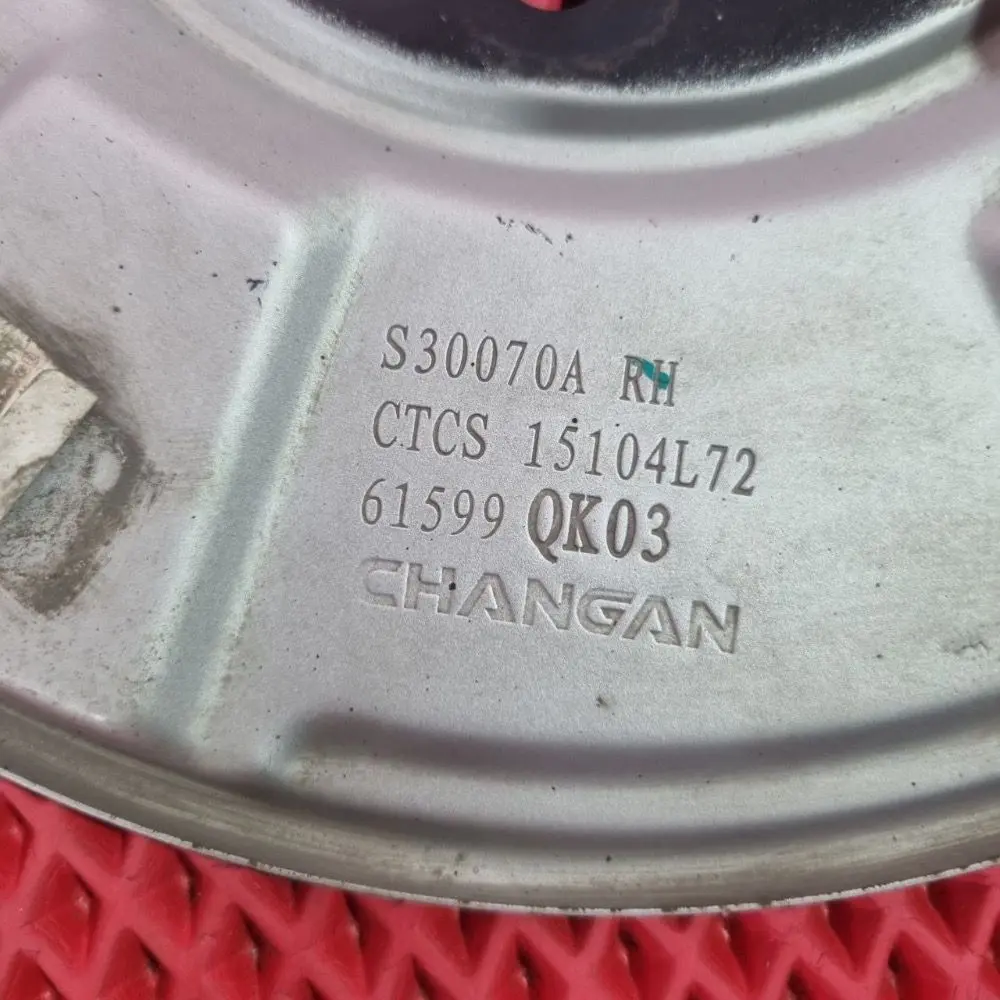 S30070A RH
CTCS 15104L72
61599 QK03
CHANGAN